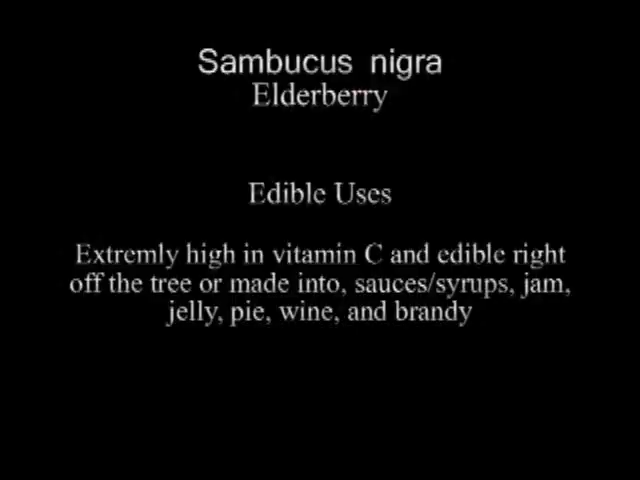 Sambucus nigra
Elderberry
Edible Uses
Extremly high in vitamin C and edible right
off the tree or made into, sauces/syrups, jam,
jelly, pie, wine, and brandy